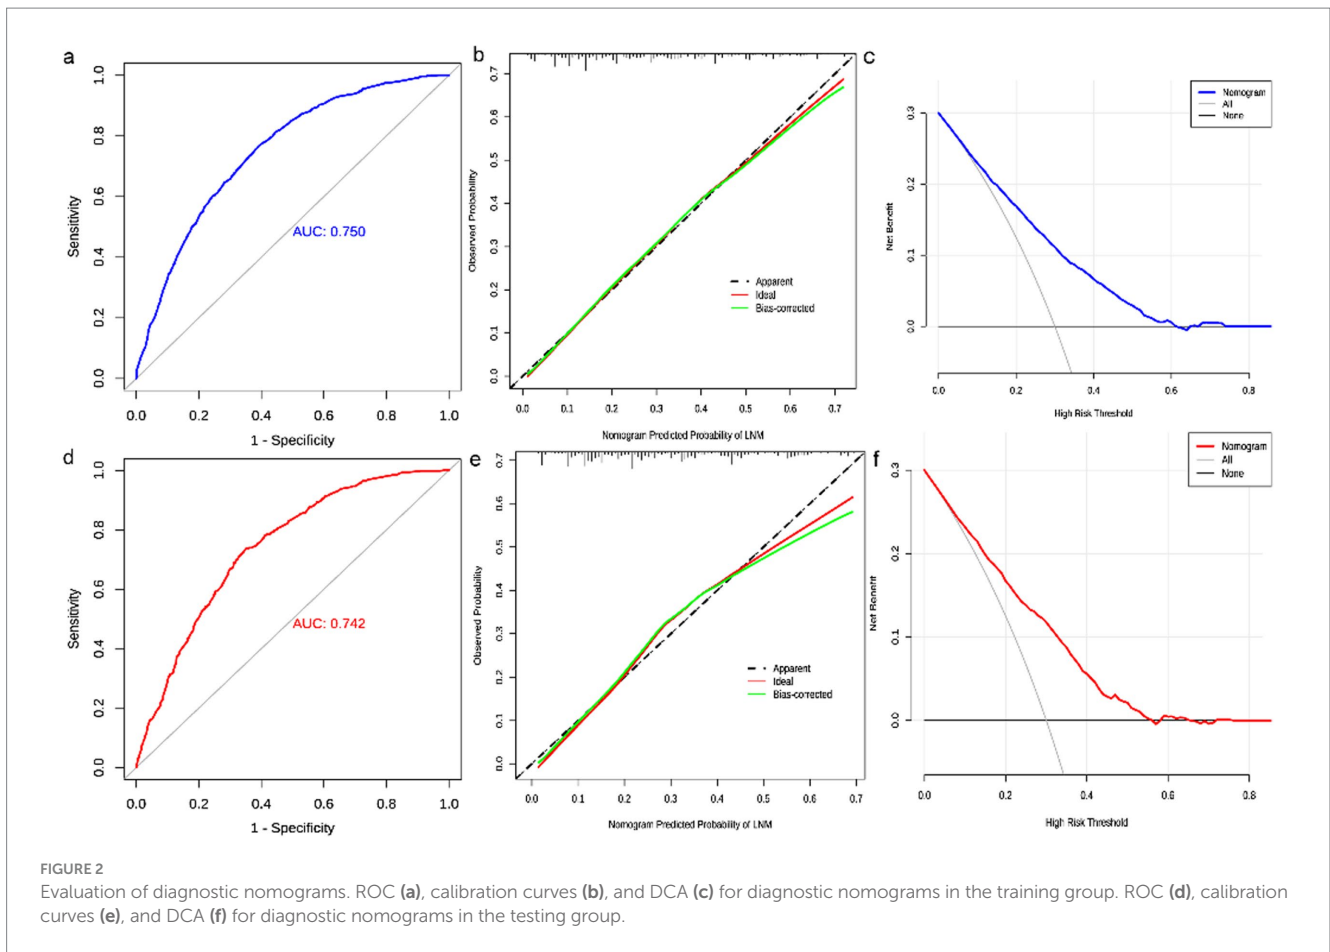 a
1.0
0.8
0.6
0.4
0.2
0.0
Sensitivity
AUC: 0.750
0.0 0.2 0.4 0.6 0.8 1.0
1 - Specificity
b
0.7
0.6
0.5
0.4
0.3
0.2
0.1
0.0
Observed Probability
Apparent
Ideal
Bias-corrected
0.0 0.1 0.2 0.3 0.4 0.5 0.6 0.7
Nomogram Predicted Probability of LNM
c
Nomogram
All
None
0.3
0.2
0.1
0.0
Net Benefit
0.0 0.2 0.4 0.6 0.8
High Risk Threshold
d
1.0
0.8
0.6
0.4
0.2
0.0
Sensitivity
AUC: 0.742
0.0 0.2 0.4 0.6 0.8 1.0
1 - Specificity
e
0.7
0.6
0.5
0.4
0.3
0.2
0.1
0.0
Observed Probability
Apparent
Ideal
Bias-corrected
0.0 0.1 0.2 0.3 0.4 0.5 0.6 0.7
Nomogram Predicted Probability of LNM
f
Nomogram
All
None
0.3
0.2
0.1
0.0
Net Benefit
0.0 0.2 0.4 0.6 0.8
High Risk Threshold
FIGURE 2
Evaluation of diagnostic nomograms. ROC (a), calibration curves (b), and DCA (c) for diagnostic nomograms in the training group. ROC (d), calibration
curves (e), and DCA (f) for diagnostic nomograms in the testing group.